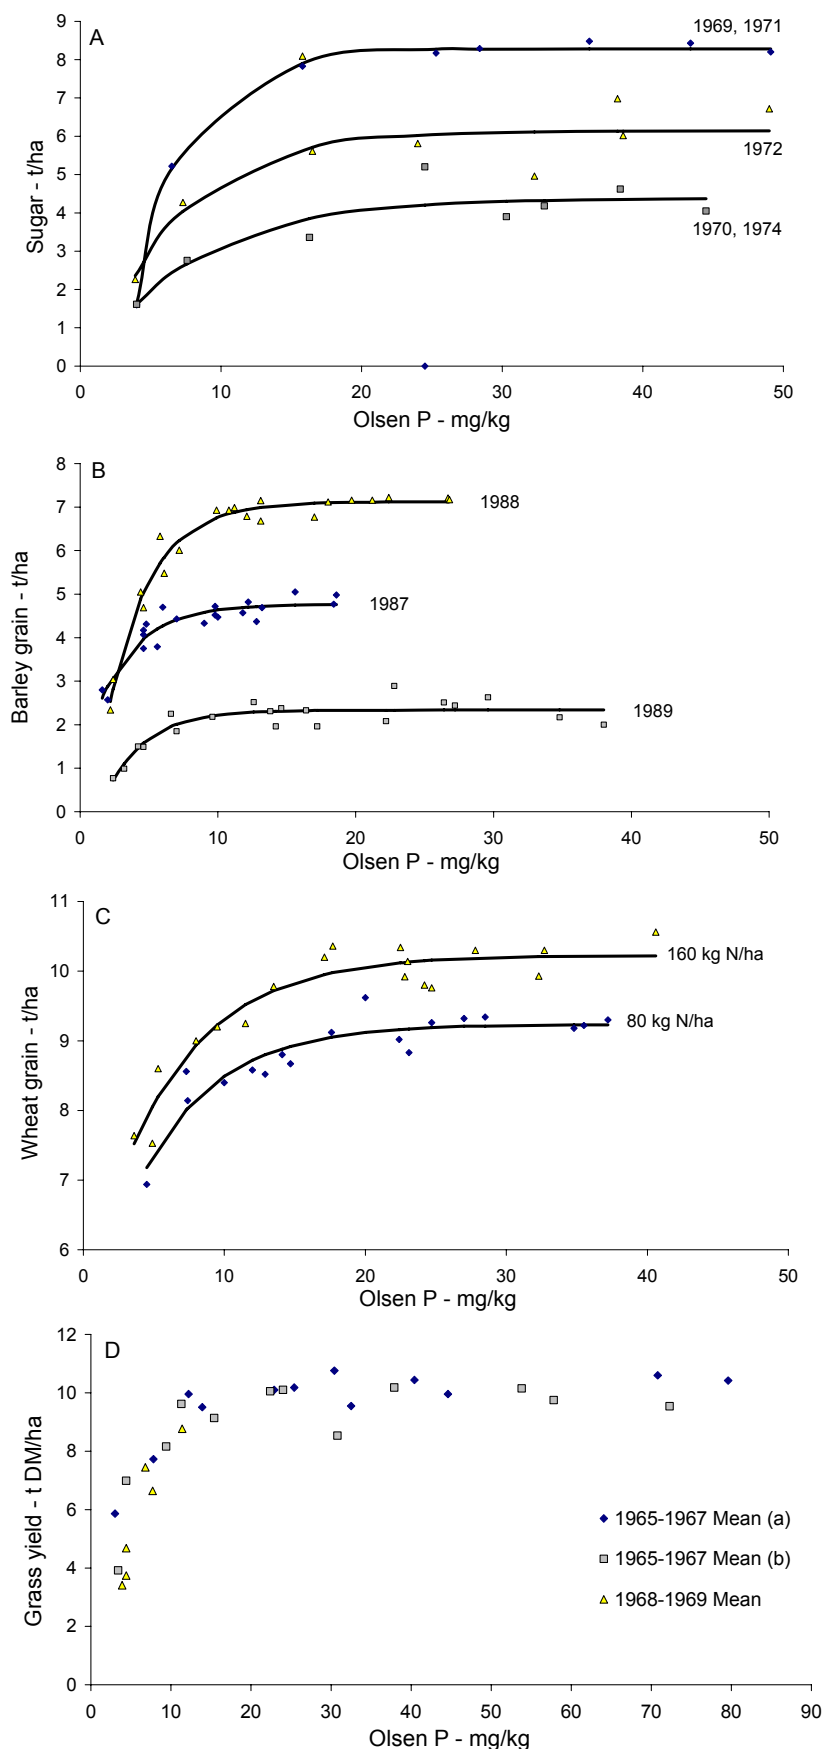 A
9
8
7
6
5
4
3
2
1
0
Sugar - t/ha
1969, 1971
1972
1970, 1974
0 10 20 30 40 50
Olsen P - mg/kg
B
8
7
6
5
4
3
2
1
0
Barley grain - t/ha
1988
1987
1989
0 10 20 30 40 50
Olsen P - mg/kg
C
11
10
9
8
7
6
Wheat grain - t/ha
160 kg N/ha
80 kg N/ha
0 10 20 30 40 50
Olsen P - mg/kg
D
12
10
8
6
4
2
0
Grass yield - t DM/ha
1965-1967 Mean (a)
1965-1967 Mean (b)
1968-1969 Mean
0 10 20 30 40 50 60 70 80 90
Olsen P - mg/kg